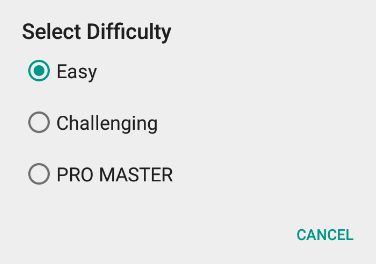 Select Difficulty
Easy
Challenging
PRO MASTER
CANCEL